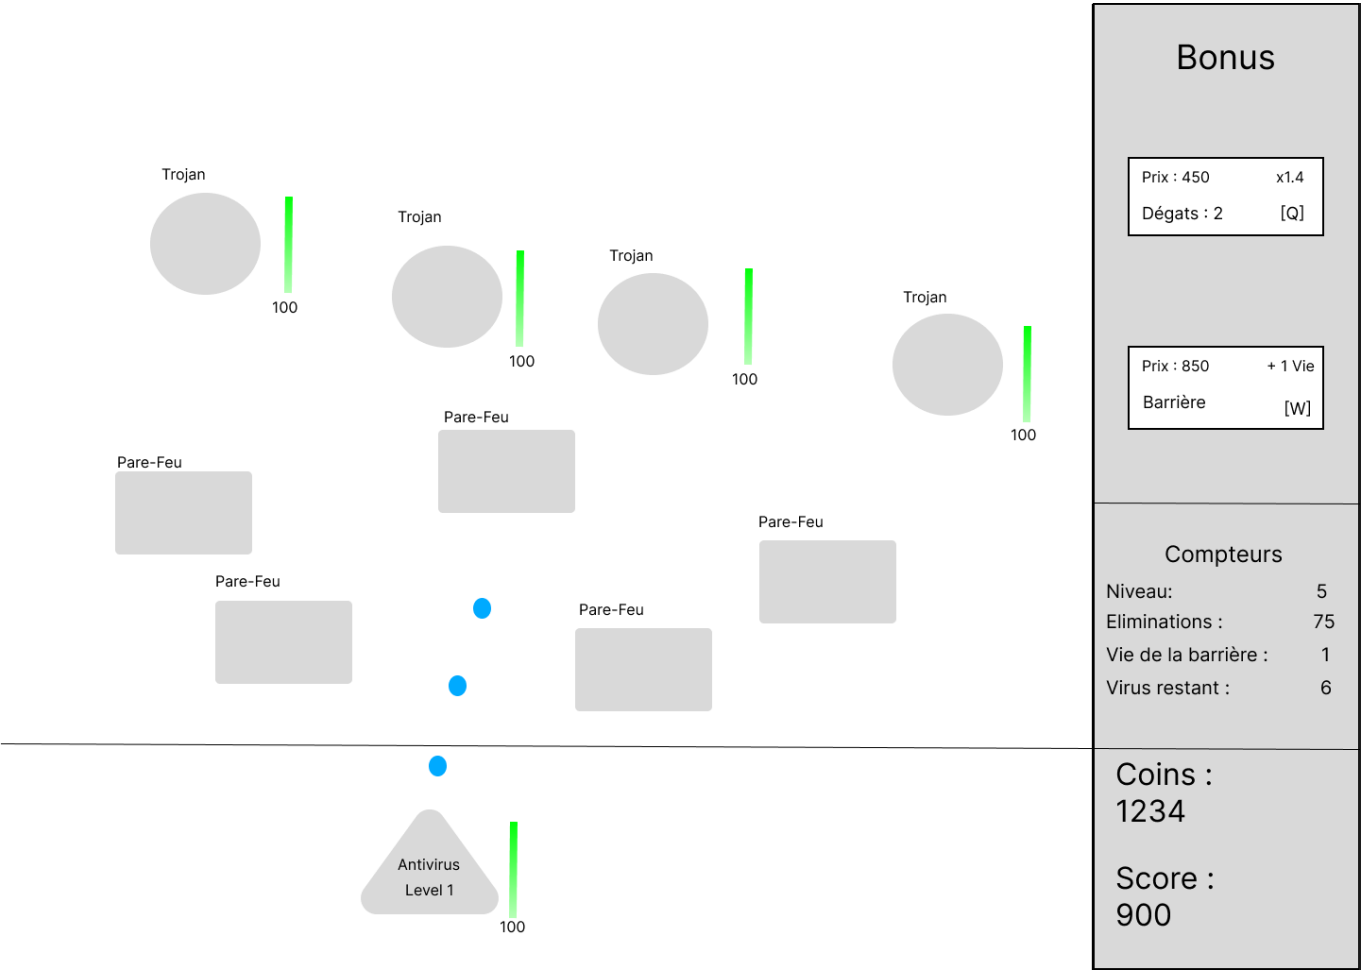 Trojan
100
Trojan
100
Trojan
100
Trojan
100
Pare-Feu
Pare-Feu
Pare-Feu
Pare-Feu
Pare-Feu
Antivirus
Level 1
100
Bonus
Prix : 450 x1.4
Dégats : 2 [Q]
Prix : 850 + 1 Vie
Barrière [W]
Compteurs
Niveau: 5
Eliminations : 75
Vie de la barrière : 1
Virus restant : 6
Coins :
1234
Score :
900